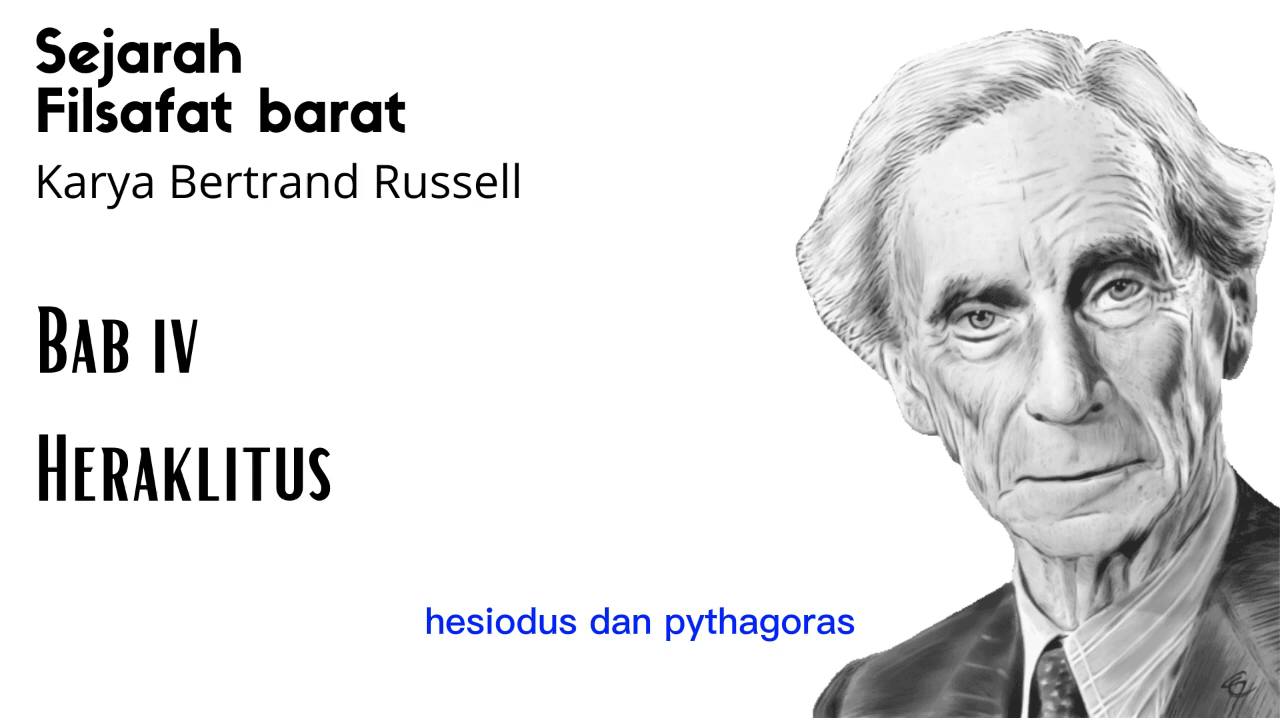 Sejarah
Filsafat barat
Karya Bertrand Russell
Bab IV
Heraklitus
hesiodus dan pythagoras